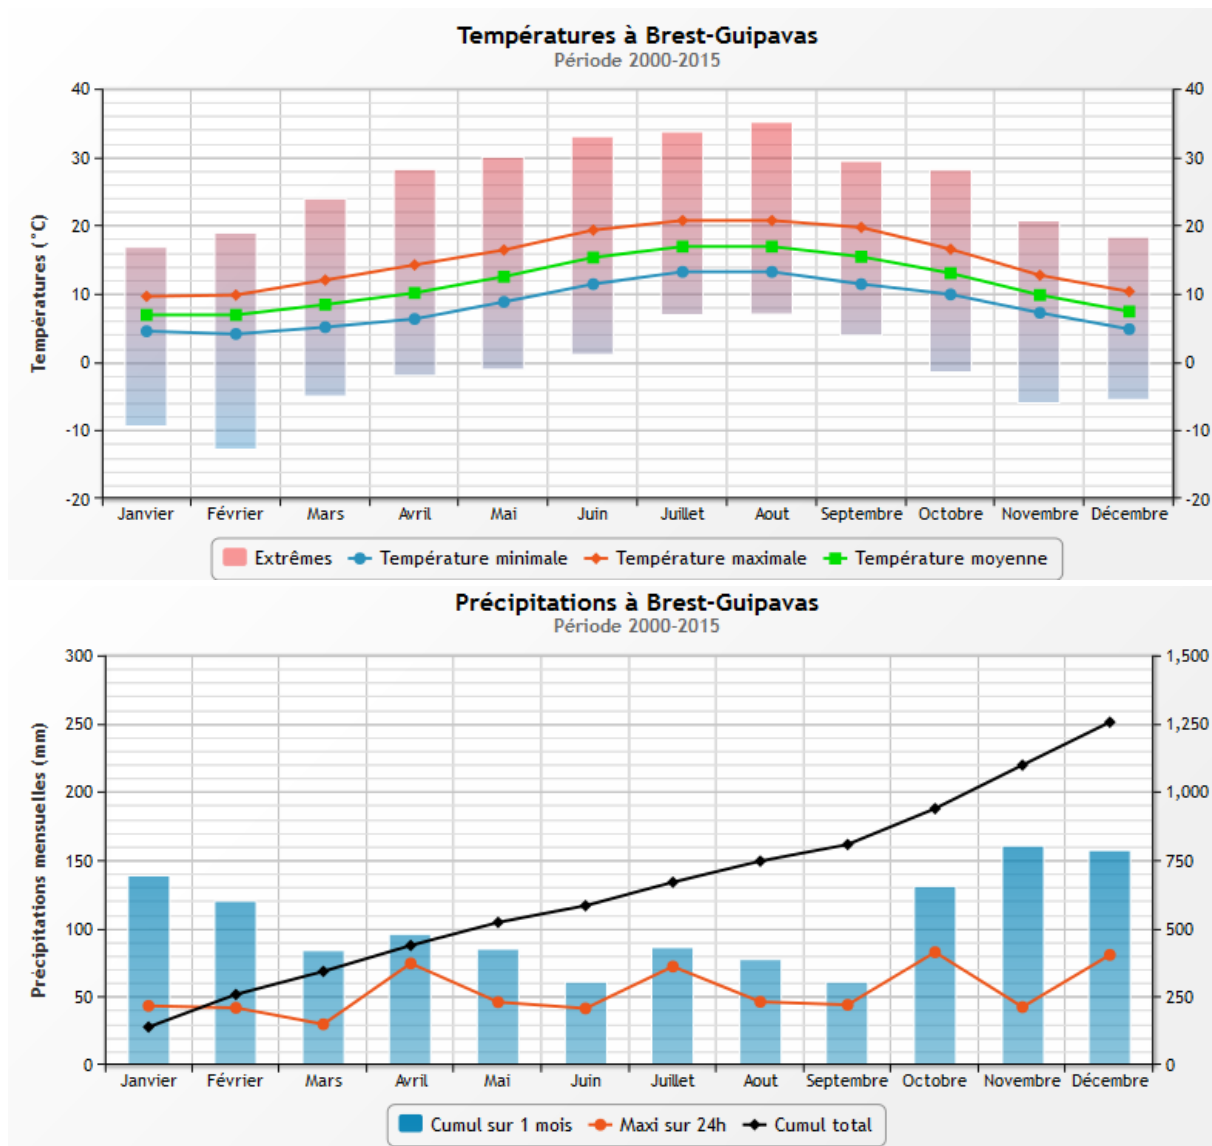 Températures à Brest-Guipavas
Période 2000-2015
Températures (°C)
40 40
30 30
20 20
10 10
0 0
-10 -10
-20 -20
Janvier Février Mars Avril Mai Juin Juillet Aout Septembre Octobre Novembre Décembre
Extrêmes Température minimale Température maximale Température moyenne
Précipitations à Brest-Guipavas
Période 2000-2015
Précipitations mensuelles (mm)
300 1,500
250 1,250
200 1,000
150 750
100 500
50 250
0 0
Janvier Février Mars Avril Mai Juin Juillet Aout Septembre Octobre Novembre Décembre
Cumul sur 1 mois Maxi sur 24h Cumul total